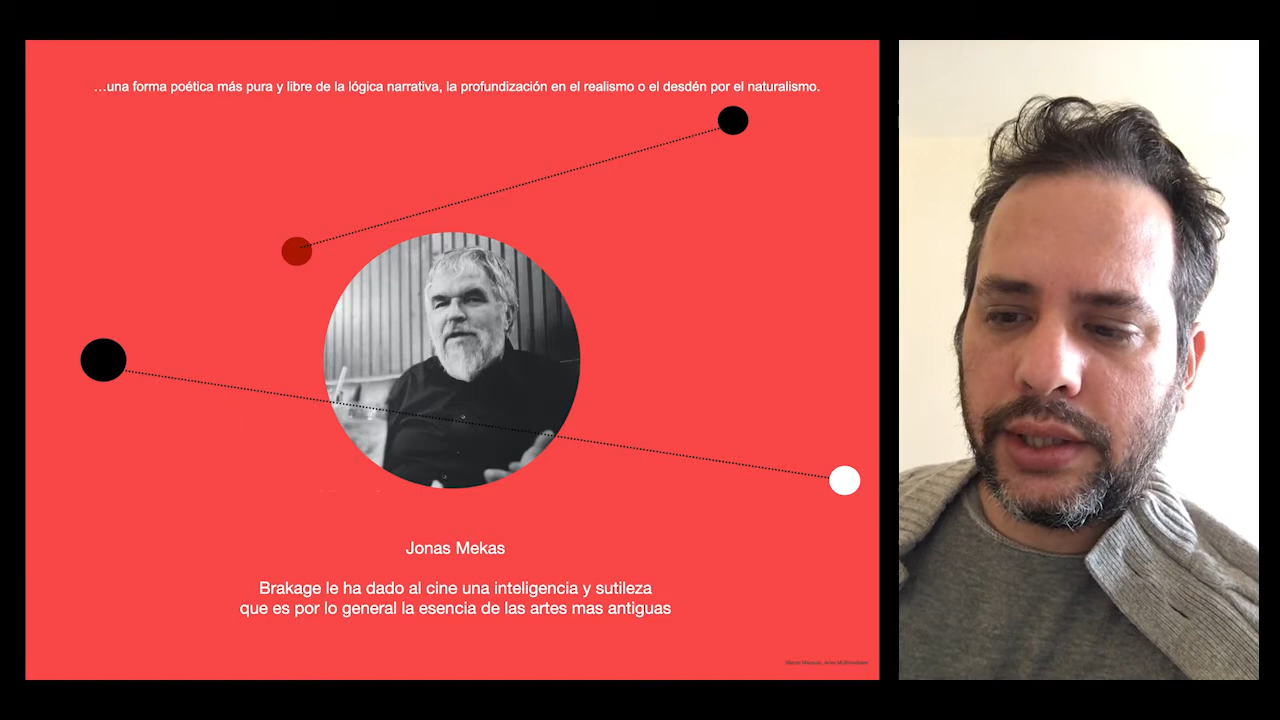 …una forma poética más pura y libre de la lógica narrativa, la profundización en el realismo o el desdén por el naturalismo.
Jonas Mekas
Brakage le ha dado al cine una inteligencia y sutileza
que es por lo general la esencia de las artes mas antiguas